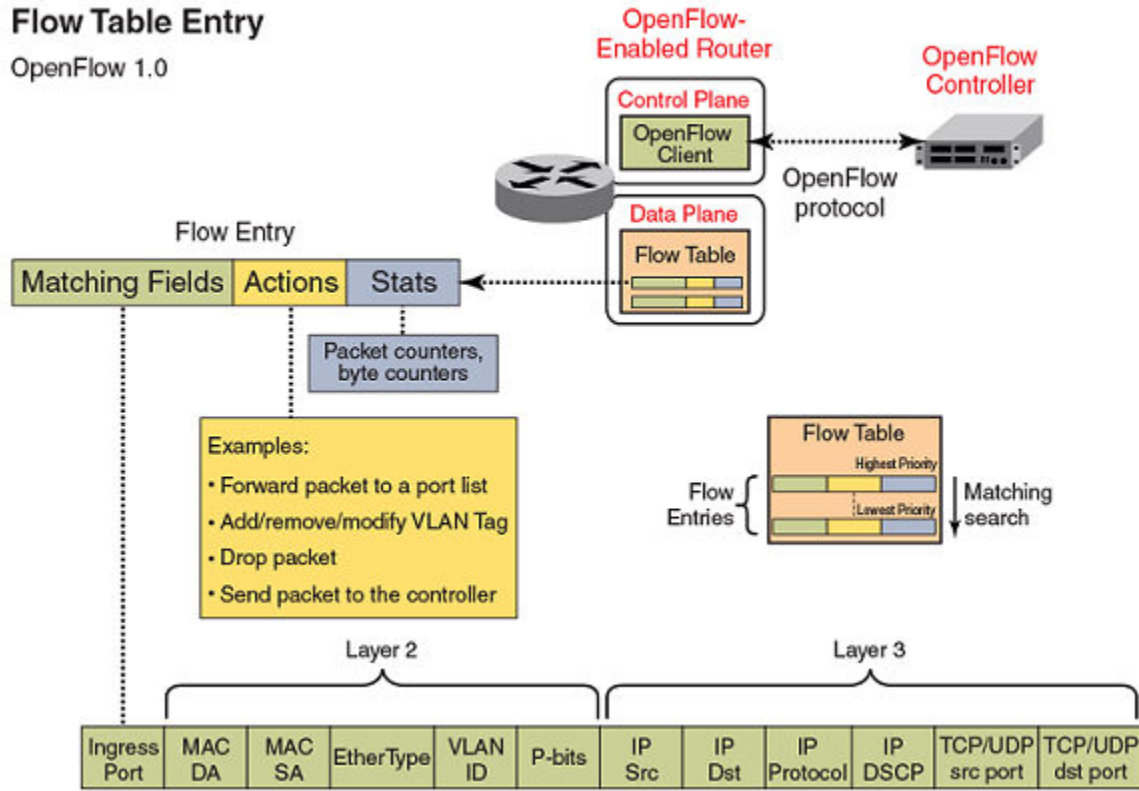 Flow Table Entry
OpenFlow 1.0
OpenFlow-
Enabled Router
OpenFlow
Controller
Control Plane
OpenFlow
Client
OpenFlow
protocol
Data Plane
Flow Table
Flow Entry
Matching Fields
Actions
Stats
Packet counters,
byte counters
Examples:
• Forward packet to a port list
• Add/remove/modify VLAN Tag
• Drop packet
• Send packet to the controller
Flow Table
Highest Priority
Lowest Priority
Flow
Entries
Matching
search
Layer 2
Layer 3
Ingress
Port
MAC
DA
MAC
SA
EtherType
VLAN
ID
P-bits
IP
Src
IP
Dst
IP
Protocol
IP
DSCP
TCP/UDP
src port
TCP/UDP
dst port